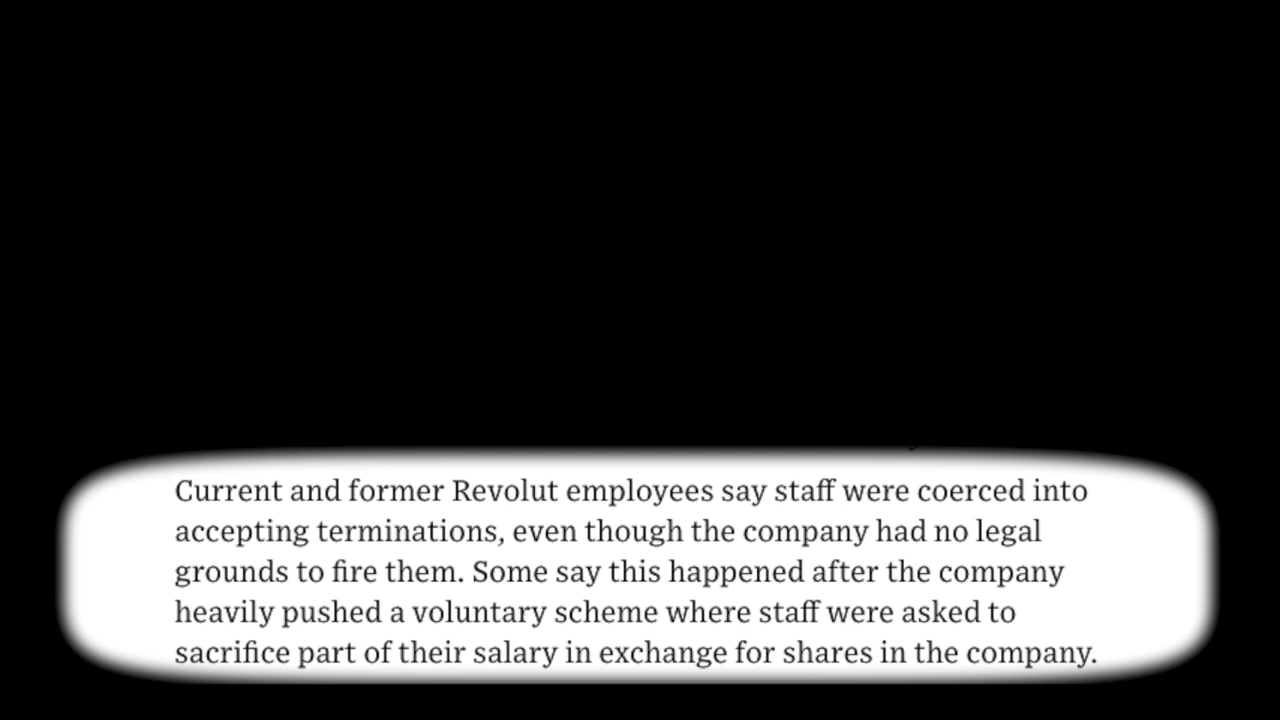 Current and former Revolut employees say staff were coerced into
accepting terminations, even though the company had no legal
grounds to fire them. Some say this happened after the company
heavily pushed a voluntary scheme where staff were asked to
sacrifice part of their salary in exchange for shares in the company.